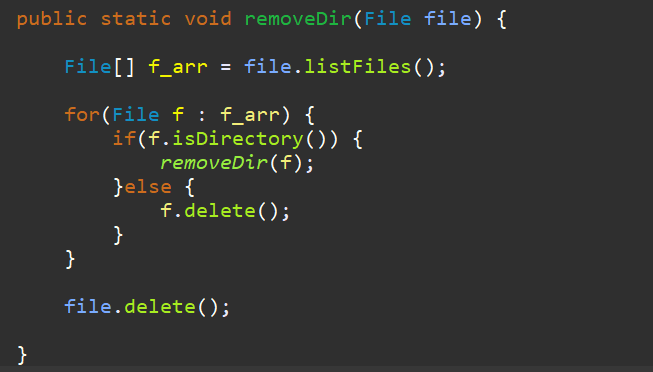 public static void removeDir(File file) {
File[] f_arr = file.listFiles();
for(File f : f_arr) {
if(f.isDirectory()) {
removeDir(f);
}else {
f.delete();
}
}
file.delete();
}